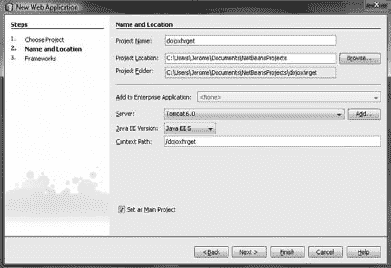 New Web Application
Steps
1. Choose Project
2. Name and Location
3. Frameworks
Name and Location
Project Name: dojoxhrget
Project Location: C:\Users\Jerome\Documents\NetBeansProjects Browse...
Project Folder: C:\Users\Jerome\Documents\NetBeansProjects\dojoxhrget
Add to Enterprise Application: <None>
Server: Tomcat 6.0 Add...
Java EE Version: Java EE 5
Context Path: /dojoxhrget
Set as Main Project
< Back Next > Finish Cancel Help